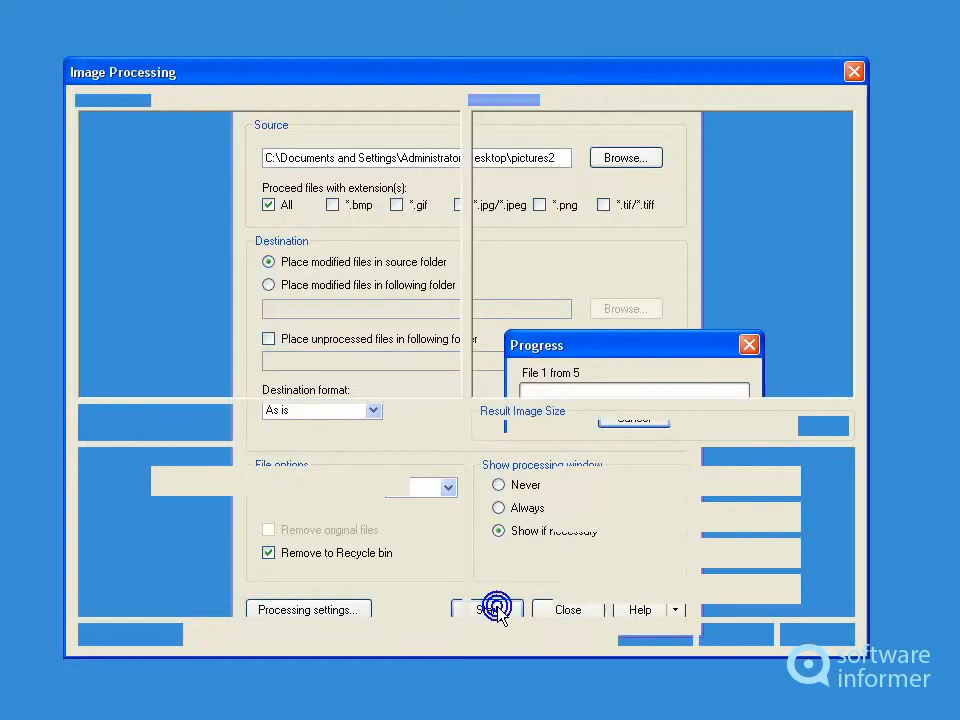 Image Processing
Source
C:\Documents and Settings\Administrator esktop\pictures2
Browse...
Proceed files with extension(s):
All
*.bmp
*.gif
*.jpg/*.jpeg
*.png
*.tif/*.tiff
Destination
Place modified files in source folder
Place modified files in following folder
Browse...
Place unprocessed files in following
Progress
File 1 from 5
Destination format:
As is
Result Image Size
File options
Show processing window
Never
Always
Remove original files
Show if necessary
Remove to Recycle bin
Processing settings...
Close
Help
software
informer